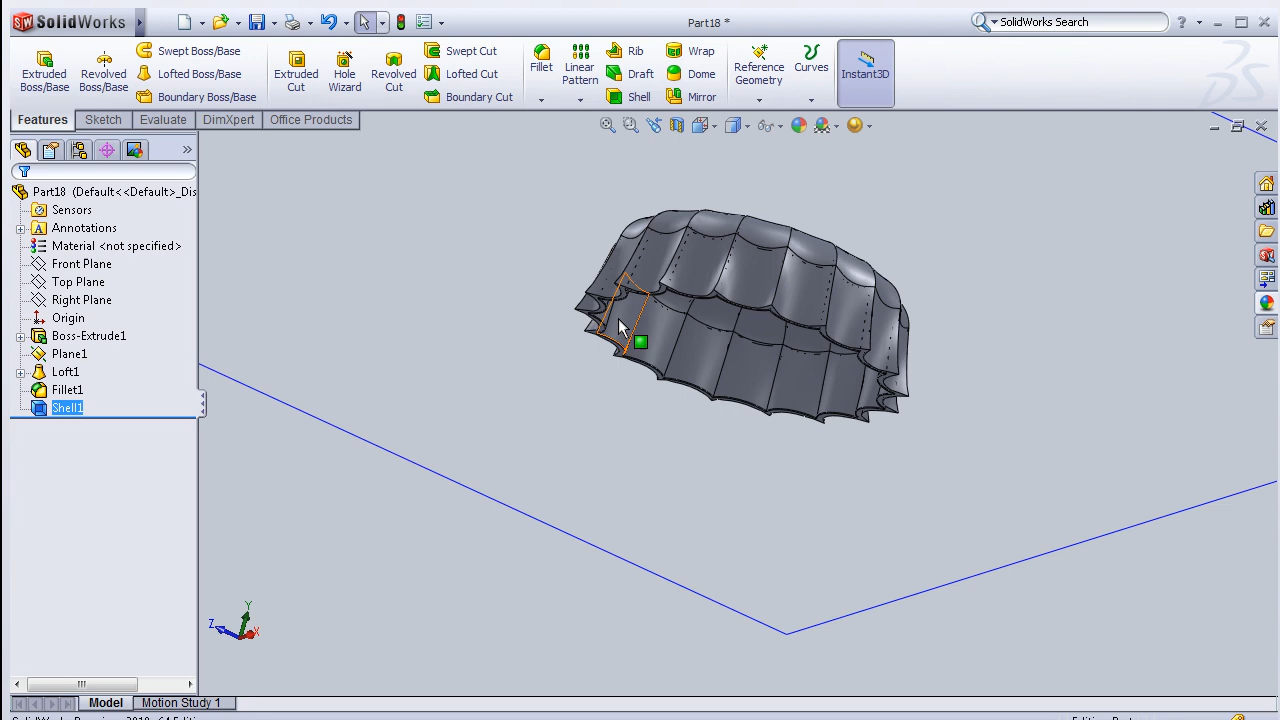 SolidWorks
Part18 *
SolidWorks Search
Extruded Boss/Base
Revolved Boss/Base
Swept Boss/Base
Lofted Boss/Base
Boundary Boss/Base
Extruded Cut
Hole Wizard
Revolved Cut
Swept Cut
Lofted Cut
Boundary Cut
Fillet
Linear Pattern
Rib
Draft
Shell
Wrap
Dome
Mirror
Reference Geometry
Curves
Instant3D
Features
Sketch
Evaluate
DimXpert
Office Products
Part18 (Default<<Default>_Dis
Sensors
Annotations
Material <not specified>
Front Plane
Top Plane
Right Plane
Origin
Boss-Extrude1
Plane1
Loft1
Fillet1
Shell1
Y
Z
X
Model
Motion Study 1